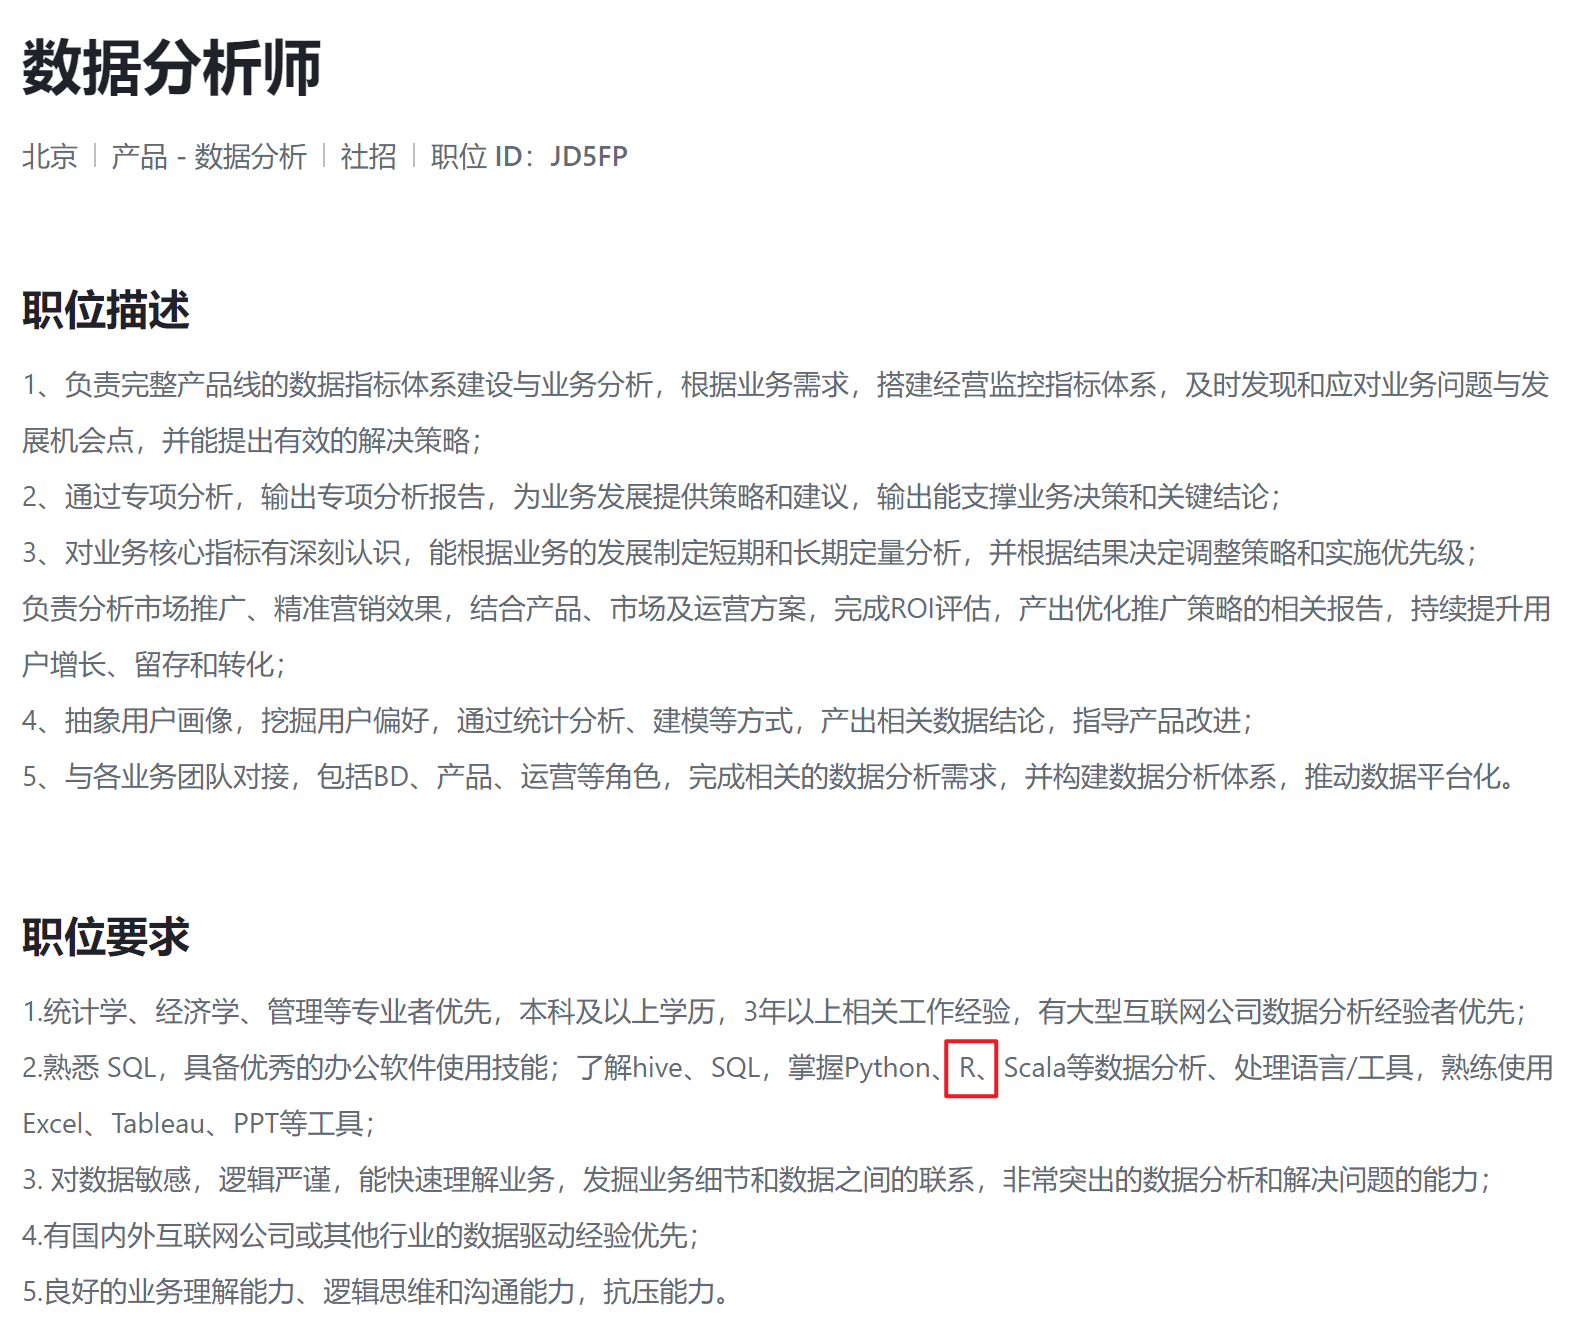 数据分析师
北京 | 产品 - 数据分析 | 社招 | 职位 ID：JD5FP
职位描述
1、负责完整产品线的数据指标体系建设与业务分析，根据业务需求，搭建经营监控指标体系，及时发现和应对业务问题与发
展机会点，并能提出有效的解决策略；
2、通过专项分析，输出专项分析报告，为业务发展提供策略和建议，输出能支撑业务决策和关键结论；
3、对业务核心指标有深刻认识，能根据业务的发展制定短期和长期定量分析，并根据结果决定调整策略和实施优先级；
负责分析市场推广、精准营销效果，结合产品、市场及运营方案，完成ROI评估，产出优化推广策略的相关报告，持续提升用
户增长、留存和转化；
4、抽象用户画像，挖掘用户偏好，通过统计分析、建模等方式，产出相关数据结论，指导产品改进；
5、与各业务团队对接，包括BD、产品、运营等角色，完成相关的数据分析需求，并构建数据分析体系，推动数据平台化。
职位要求
1.统计学、经济学、管理等专业者优先，本科及以上学历，3年以上相关工作经验，有大型互联网公司数据分析经验者优先；
2.熟悉 SQL，具备优秀的办公软件使用技能；了解hive、SQL，掌握Python、R、Scala等数据分析、处理语言/工具，熟练使用
Excel、Tableau、PPT等工具；
3. 对数据敏感，逻辑严谨，能快速理解业务，发掘业务细节和数据之间的联系，非常突出的数据分析和解决问题的能力；
4.有国内外互联网公司或其他行业的数据驱动经验优先；
5.良好的业务理解能力、逻辑思维和沟通能力，抗压能力。